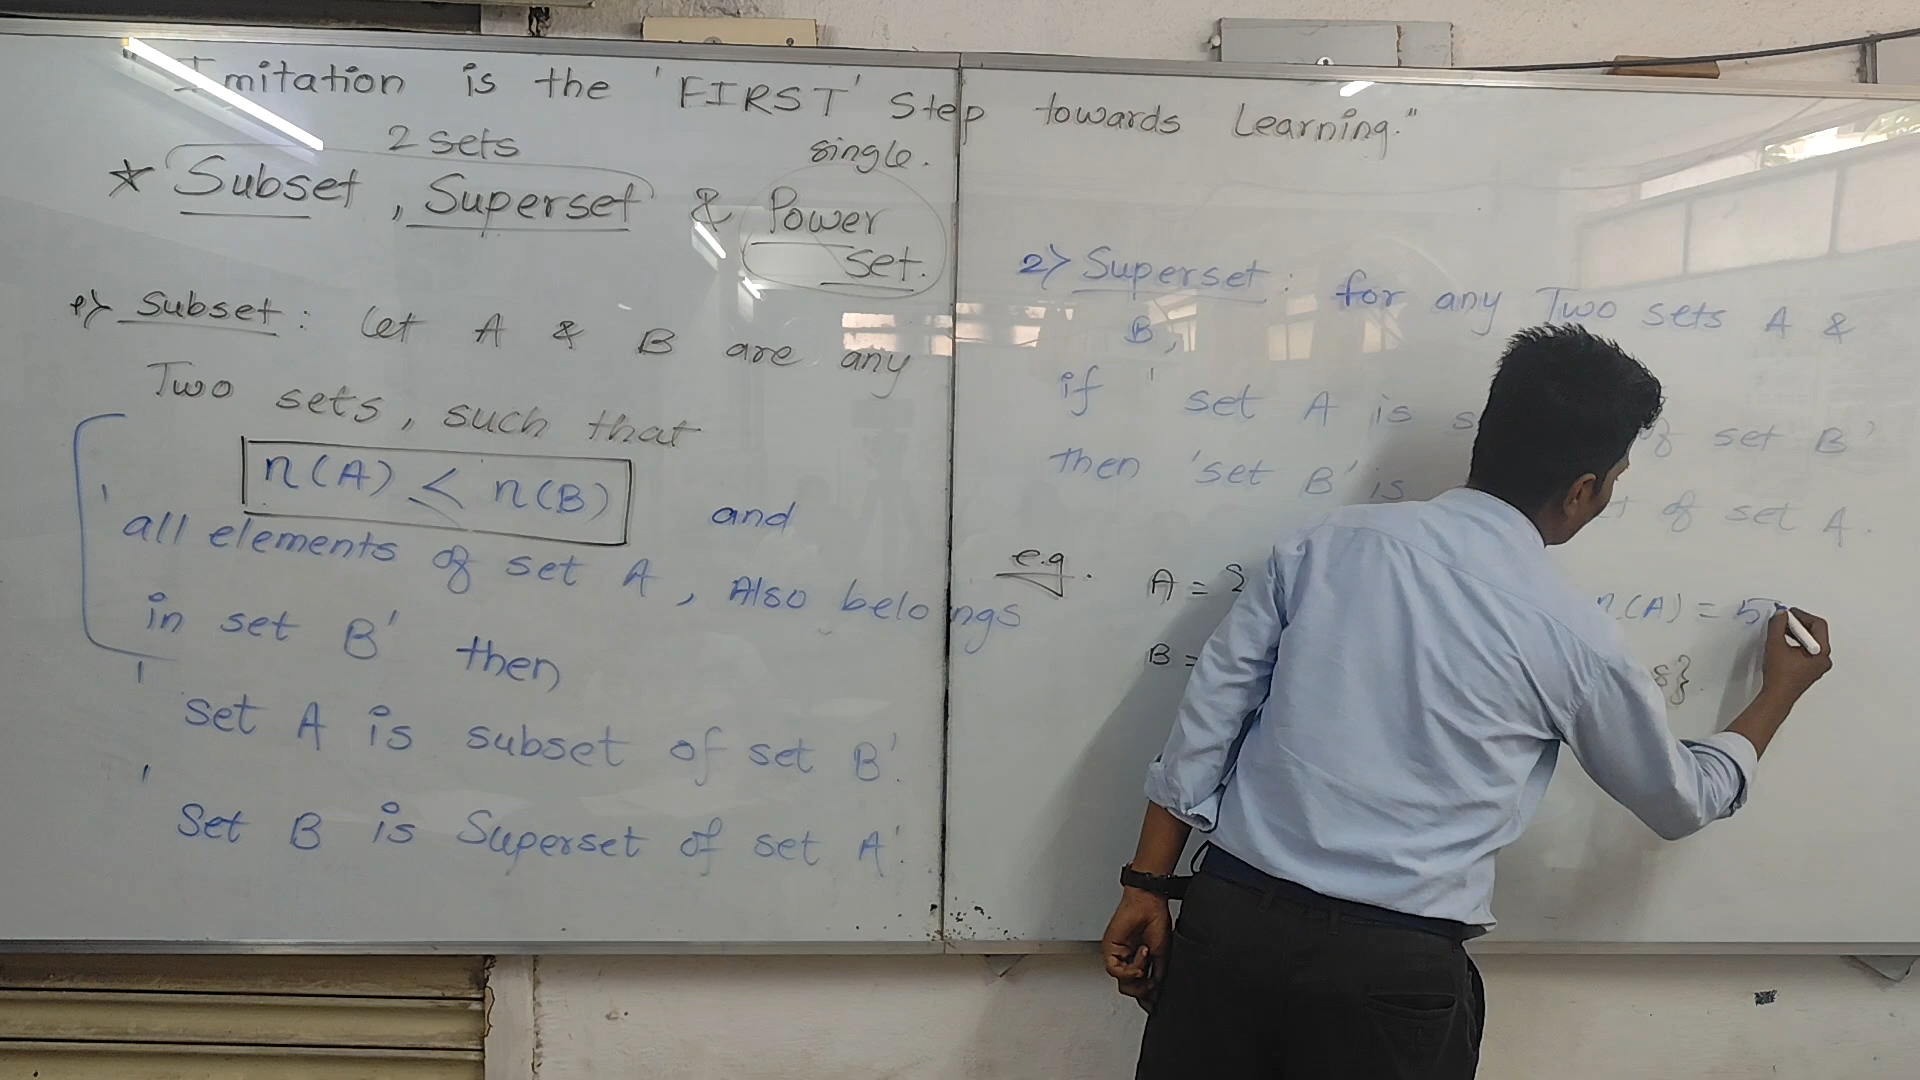 "Imitation is the 'FIRST' Step towards Learning."
2 sets single.
* Subset, Superset & Power
set.
1) Subset: Let A & B are any
Two sets, such that
n(A) < n(B) and
'all elements of set A, Also belongs
in set B' then
'set A is subset of set B'.
'Set B is Superset of set A'.
2) Superset: for any Two sets A &
B,
if 'set A is s of set B'
then 'set B' is t of set A.
e.g. A = {
n(A) = 5
B =
8}.